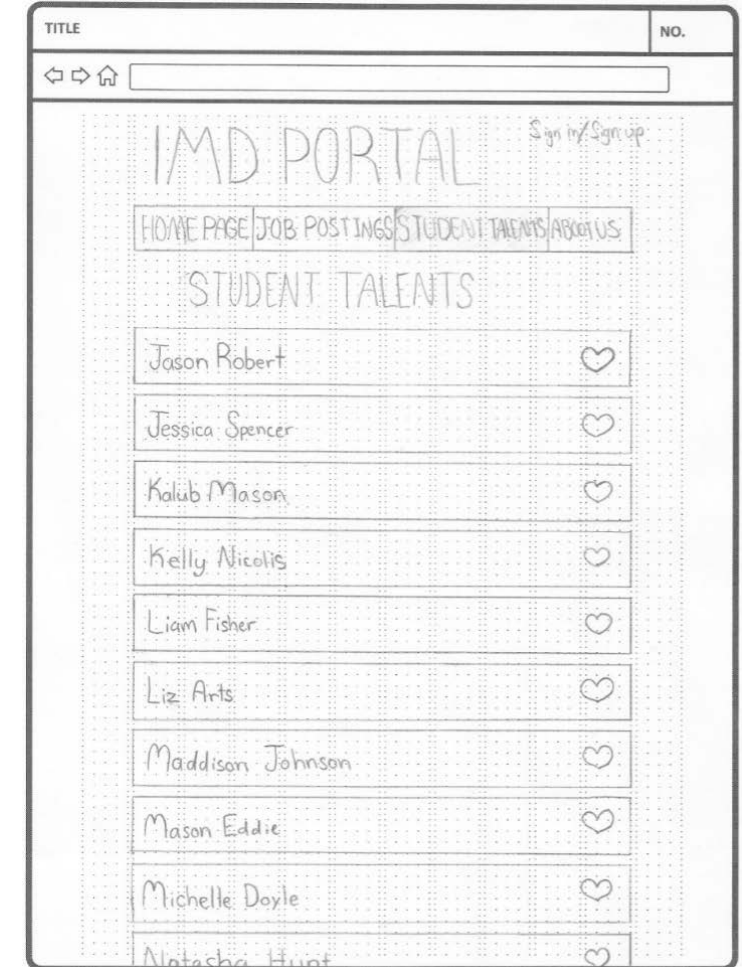 TITLE
NO.
IMD PORTAL
Sign in/Sign up
HOME PAGE JOB POSTINGS STUDENT TALENTS ABOUT US
STUDENT TALENTS
Jason Robert
Jessica Spencer
Kalub Mason
Kelly Nicolis
Liam Fisher
Liz Arts
Maddison Johnson
Mason Eddie
Michelle Doyle
Natasha Hunt